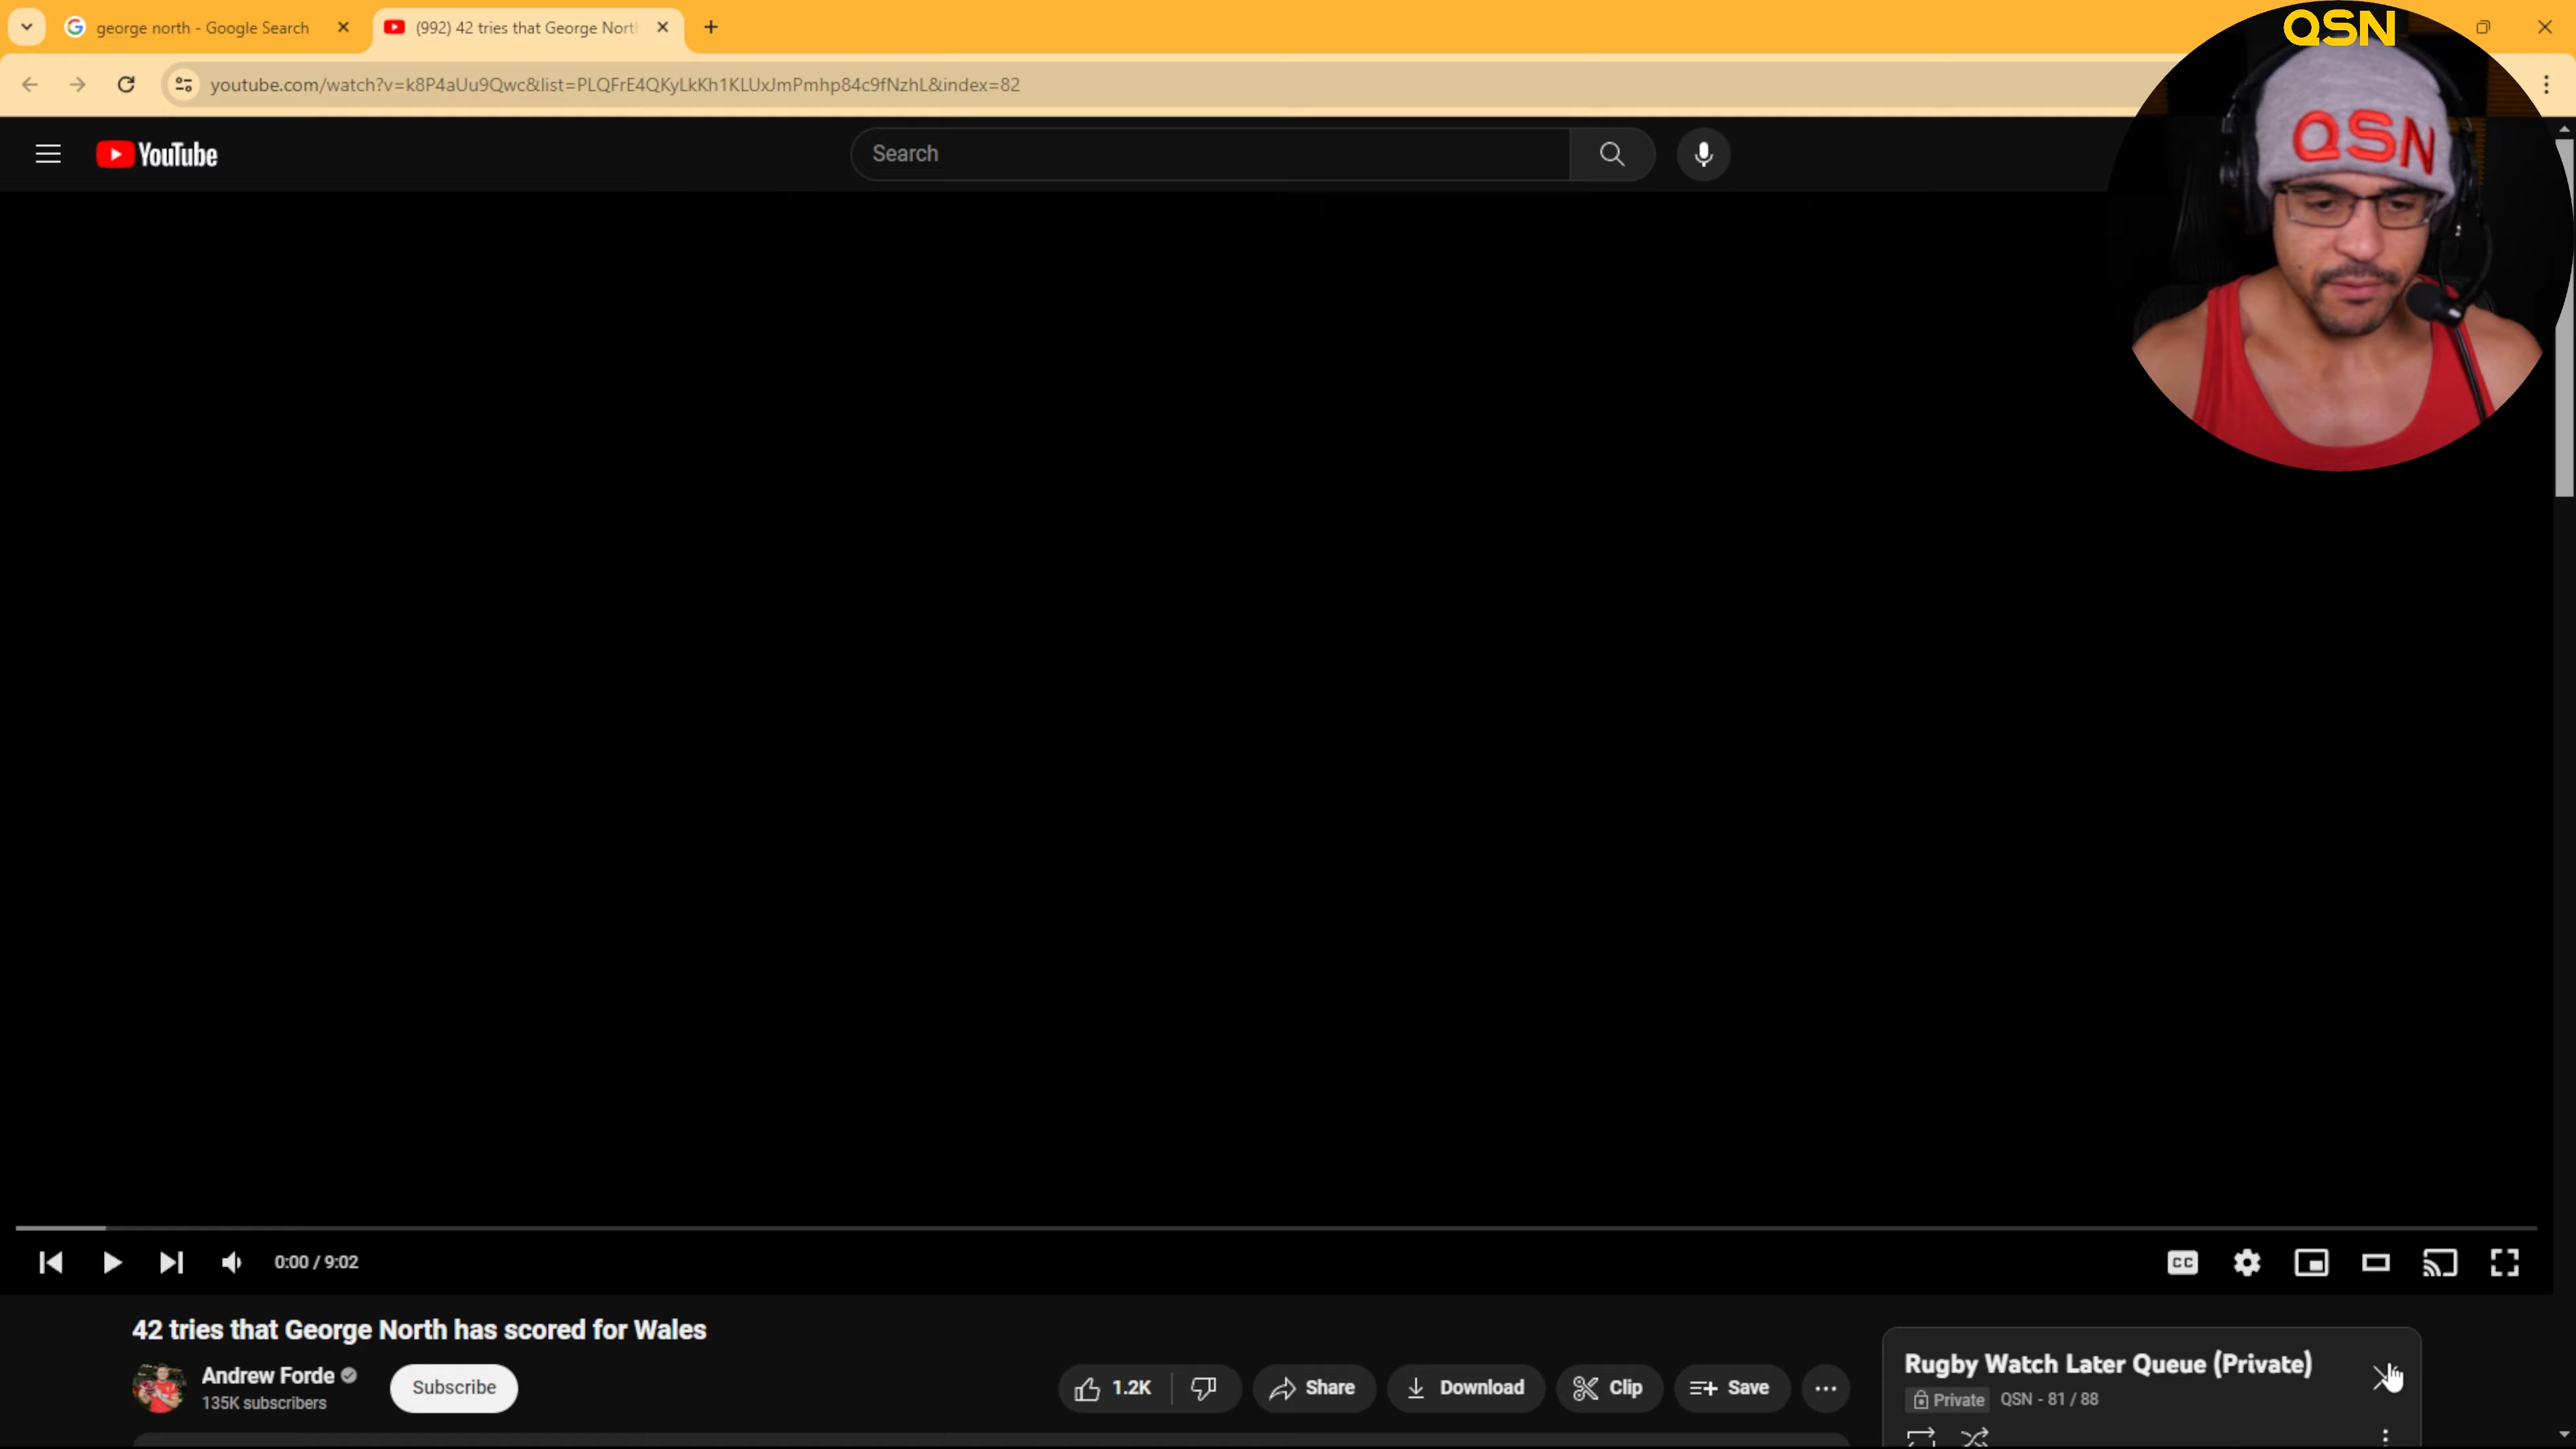 george north - Google Search
(992) 42 tries that George Nort
QSN
youtube.com/watch?v=k8P4aUu9Qwc&list=PLQFrE4QKyLkKh1KLUxJmPmhp84c9fNzhL&index=82
YouTube
Search
QSN
0:00 / 9:02
CC
42 tries that George North has scored for Wales
Andrew Forde
135K subscribers
Subscribe
1.2K
Share
Download
Clip
Save
Rugby Watch Later Queue (Private)
Private QSN - 81 / 88